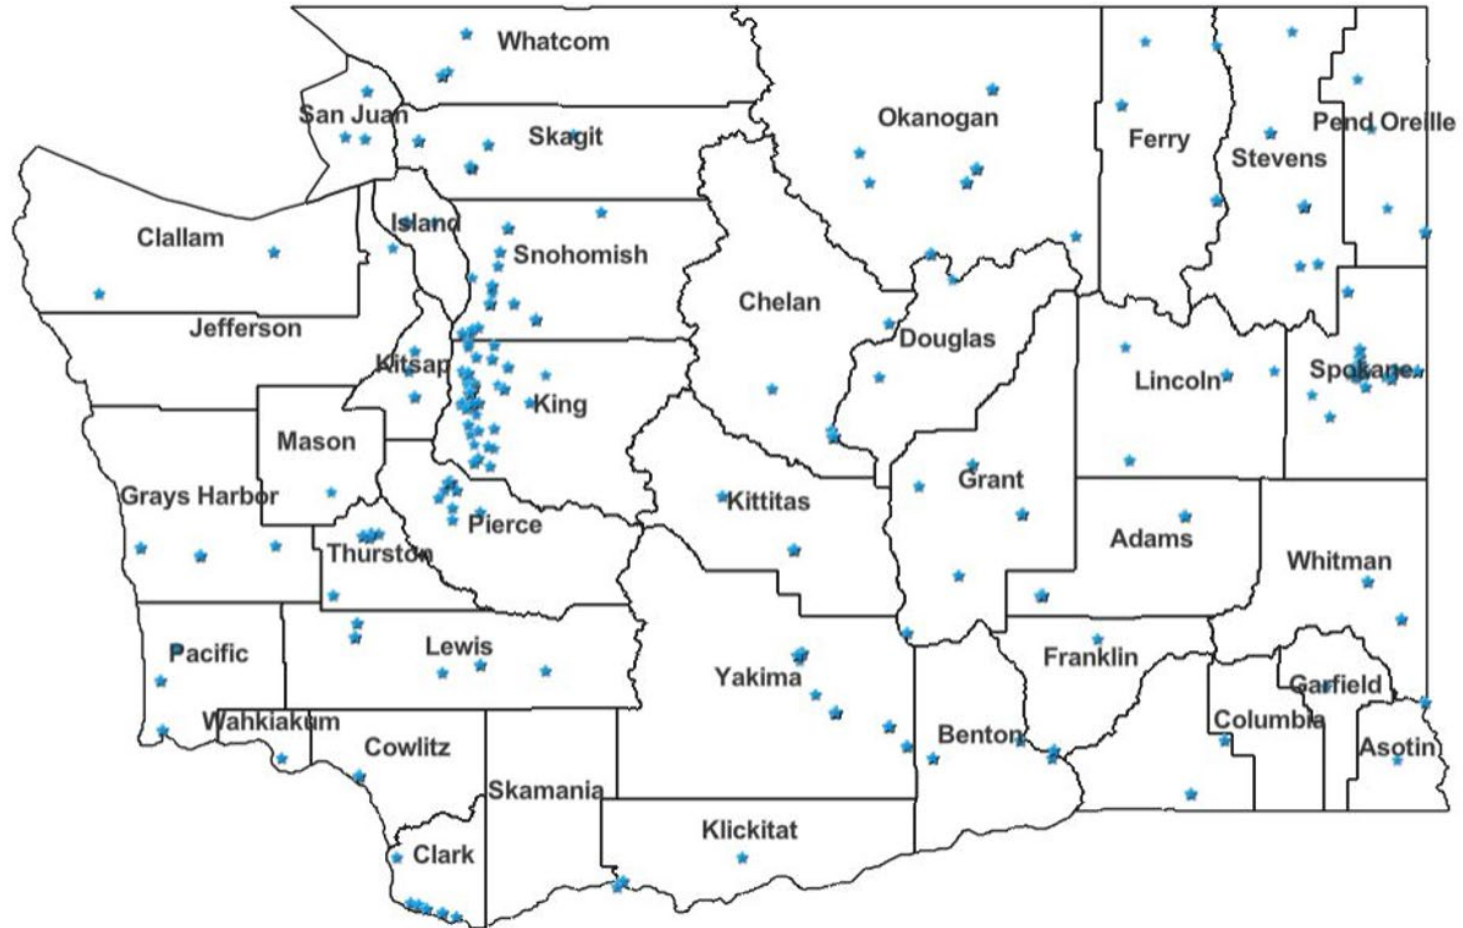 Whatcom
San Juan
Skagit
Okanogan
Ferry
Pend Oreille
Stevens
Island
Clallam
Snohomish
Chelan
Jefferson
Douglas
Kitsap
Spokane
Lincoln
King
Mason
Grays Harbor
Grant
Kittitas
Pierce
Adams
Thurston
Whitman
Lewis
Pacific
Franklin
Yakima
Garfield
Wahkiakum
Columbia
Cowlitz
Benton
Asotin
Skamania
Klickitat
Clark